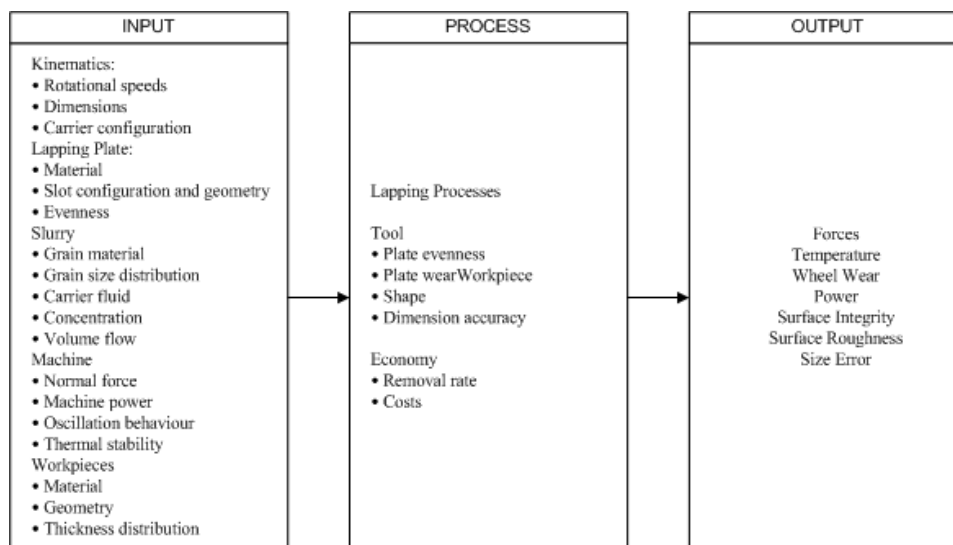 INPUT
Kinematics:
• Rotational speeds
• Dimensions
• Carrier configuration
Lapping Plate:
• Material
• Slot configuration and geometry
• Evenness
Slurry
• Grain material
• Grain size distribution
• Carrier fluid
• Concentration
• Volume flow
Machine
• Normal force
• Machine power
• Oscillation behaviour
• Thermal stability
Workpieces
• Material
• Geometry
• Thickness distribution
PROCESS
Lapping Processes
Tool
• Plate evenness
• Plate wearWorkpiece
• Shape
• Dimension accuracy
Economy
• Removal rate
• Costs
OUTPUT
Forces
Temperature
Wheel Wear
Power
Surface Integrity
Surface Roughness
Size Error